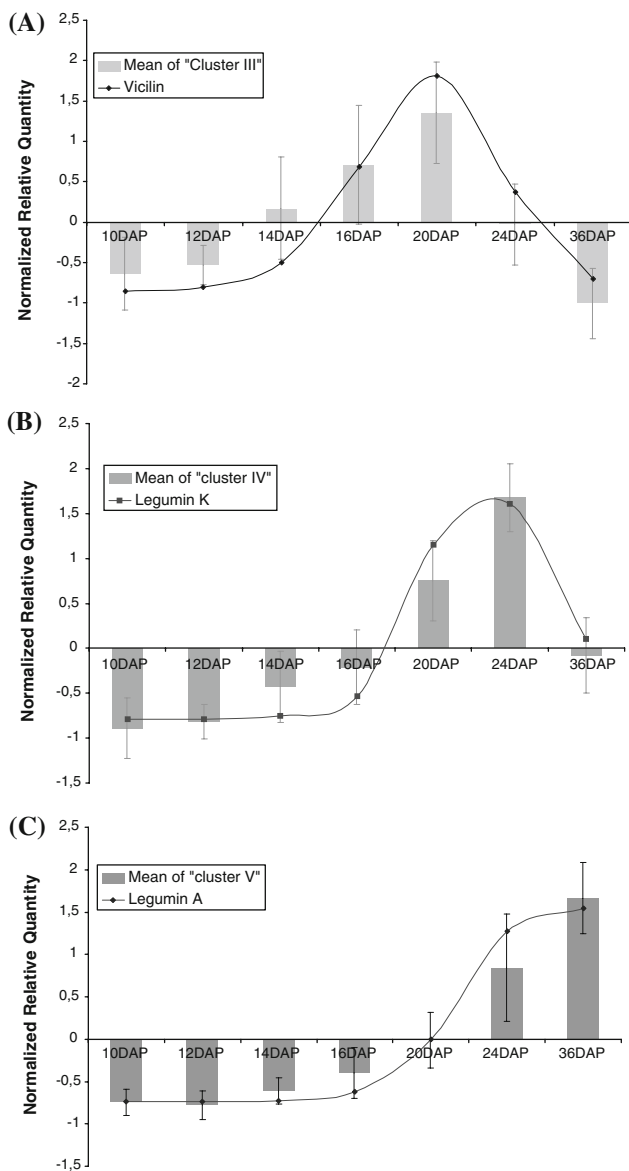 (A)
Normalized Relative Quantity
2,5
2
1,5
1
0,5
0
-0,5
-1
-1,5
-2
Mean of "Cluster III"
Vicilin
10DAP 12DAP 14DAP 16DAP 20DAP 24DAP 36DAP
(B)
Normalized Relative Quantity
2,5
2
1,5
1
0,5
0
-0,5
-1
-1,5
Mean of "cluster IV"
Legumin K
10DAP 12DAP 14DAP 16DAP 20DAP 24DAP 36DAP
(C)
Normalized Relative Quantity
2,5
2
1,5
1
0,5
0
-0,5
-1
-1,5
Mean of "cluster V"
Legumin A
10DAP 12DAP 14DAP 16DAP 20DAP 24DAP 36DAP